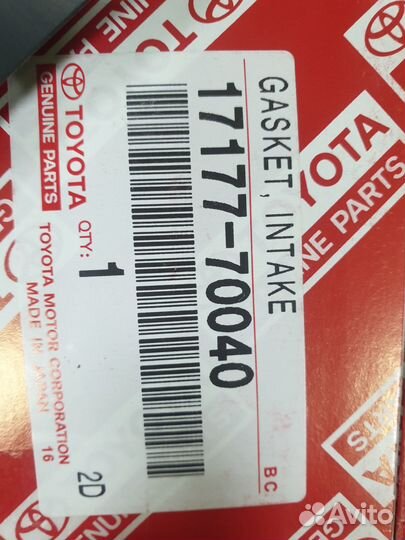 GASKET, INTAKE
17177-70040
B.C.
TOYOTA
GENUINE PARTS
QTY:
1
TOYOTA MOTOR CORPORATION
MADE IN JAPAN
16
2D
TOYOTA
GENUINE PARTS
Avito